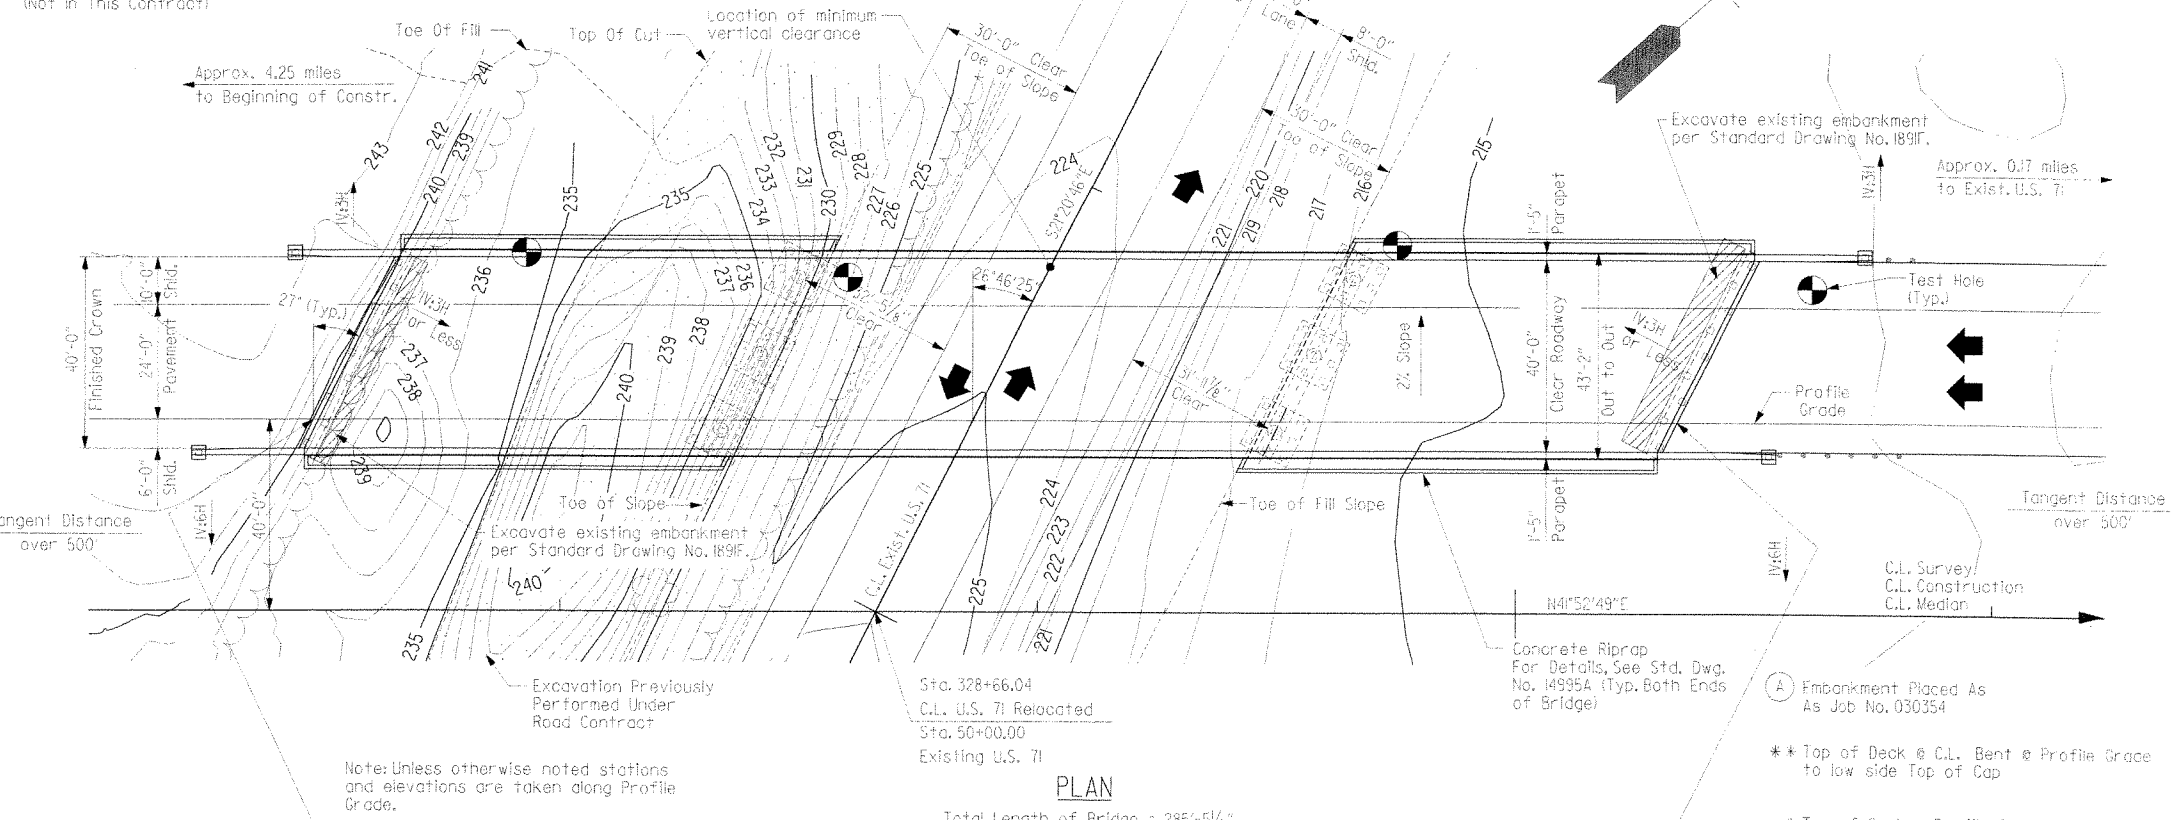 (Not in This Contract)
Toe Of Fill
Top Of Cut
Location of minimum
vertical clearance
30'-0" Clear
Toe of Slope
Lane
8'-0"
Shld.
Approx. 4.25 miles
to Beginning of Constr.
Excavate existing embankment
per Standard Drawing No. 1891F.
Approx. 0.17 miles
to Exist. U.S. 71
30'-0" Clear
Toe of Slope
241
242
239
243
240
236
235
235
232
233
231
234
229
228
230
227
226
225
224
S21°20'46"E
220
218
221
219
217
216
215
1V:3H
1V:3H
1'-5"
Parapet
Test Hole
(Typ.)
40'-0"
Finished Crown
10'-0"
Shld.
24'-0"
Pavement
6'-0"
Shld.
27° (Typ.)
1V:3H
or Less
237
238
239
236
237
238
239
240
26°46'25"
Clear
Clear
2% Slope
40'-0"
Clear Roadway
43'-2"
Out to Out
1V:3H
or Less
Profile
Grade
Tangent Distance
over 500'
1V:6H
40'-0"
Toe of Slope
Excavate existing embankment
per Standard Drawing No. 1891F.
240
235
C.L. Exist. U.S. 71
225
224
223
222
221
Toe of Fill Slope
1'-5"
Parapet
1V:6H
Tangent Distance
over 500'
C.L. Survey
C.L. Construction
C.L. Median
N41°52'49"E
Excavation Previously
Performed Under
Road Contract
Sta. 328+66.04
C.L. U.S. 71 Relocated
Sta. 50+00.00
Existing U.S. 71
Concrete Riprap
For Details, See Std. Dwg.
No. 14995A (Typ. Both Ends
of Bridge)
A Embankment Placed As
As Job No. 030354
Note: Unless otherwise noted stations
and elevations are taken along Profile
Grade.
** Top of Deck @ C.L. Bent @ Profile Grade
to low side Top of Cap
PLAN
Total Length of Bridge = 285'-5¼"